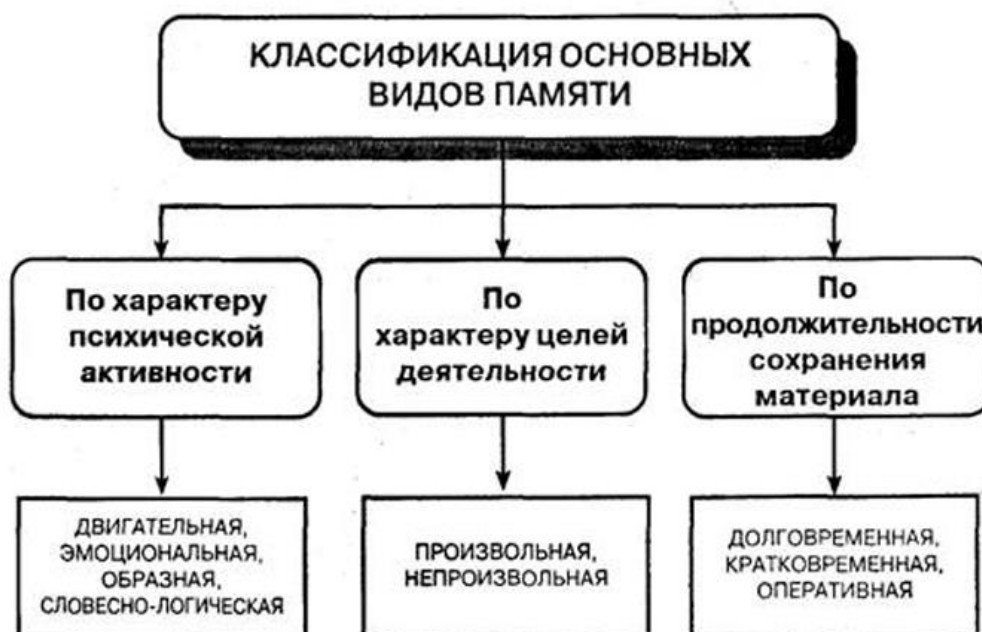 КЛАССИФИКАЦИЯ ОСНОВНЫХ
ВИДОВ ПАМЯТИ
По характеру
психической
активности
По
характеру целей
деятельности
По
продолжительности
сохранения
материала
ДВИГАТЕЛЬНАЯ,
ЭМОЦИОНАЛЬНАЯ,
ОБРАЗНАЯ,
СЛОВЕСНО-ЛОГИЧЕСКАЯ
ПРОИЗВОЛЬНАЯ,
НЕПРОИЗВОЛЬНАЯ
ДОЛГОВРЕМЕННАЯ,
КРАТКОВРЕМЕННАЯ,
ОПЕРАТИВНАЯ